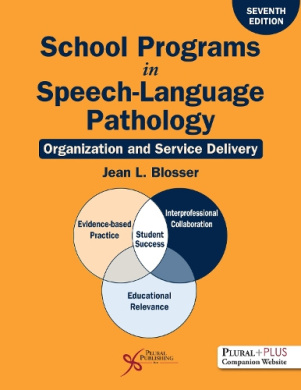 SEVENTH
EDITION
School Programs
in
Speech-Language
Pathology
Organization and Service Delivery
Jean L. Blosser
Evidence-based
Practice
Interprofessional
Collaboration
Student
Success
Educational
Relevance
PLURAL
PUBLISHING
PLURAL+PLUS
Companion Website